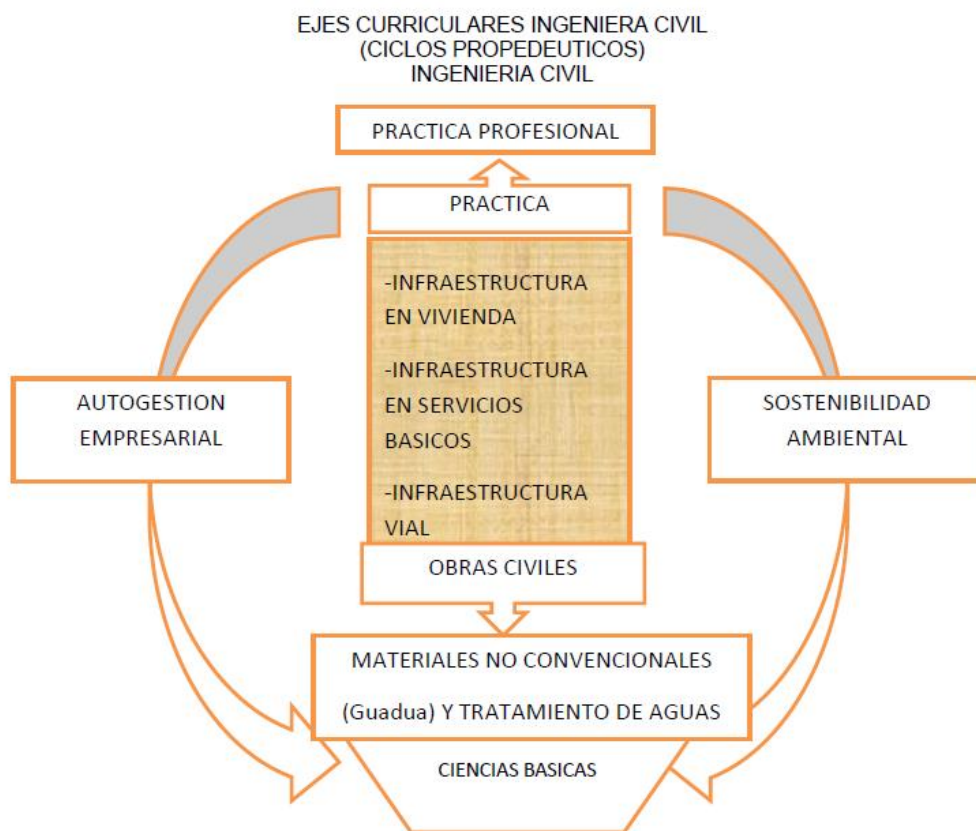 EJES CURRICULARES INGENIERA CIVIL
(CICLOS PROPEDEUTICOS)
INGENIERIA CIVIL
PRACTICA PROFESIONAL
PRACTICA
-INFRAESTRUCTURA
EN VIVIENDA
-INFRAESTRUCTURA
EN SERVICIOS
BASICOS
-INFRAESTRUCTURA
VIAL
AUTOGESTION
EMPRESARIAL
SOSTENIBILIDAD
AMBIENTAL
OBRAS CIVILES
MATERIALES NO CONVENCIONALES
(Guadua) Y TRATAMIENTO DE AGUAS
CIENCIAS BASICAS